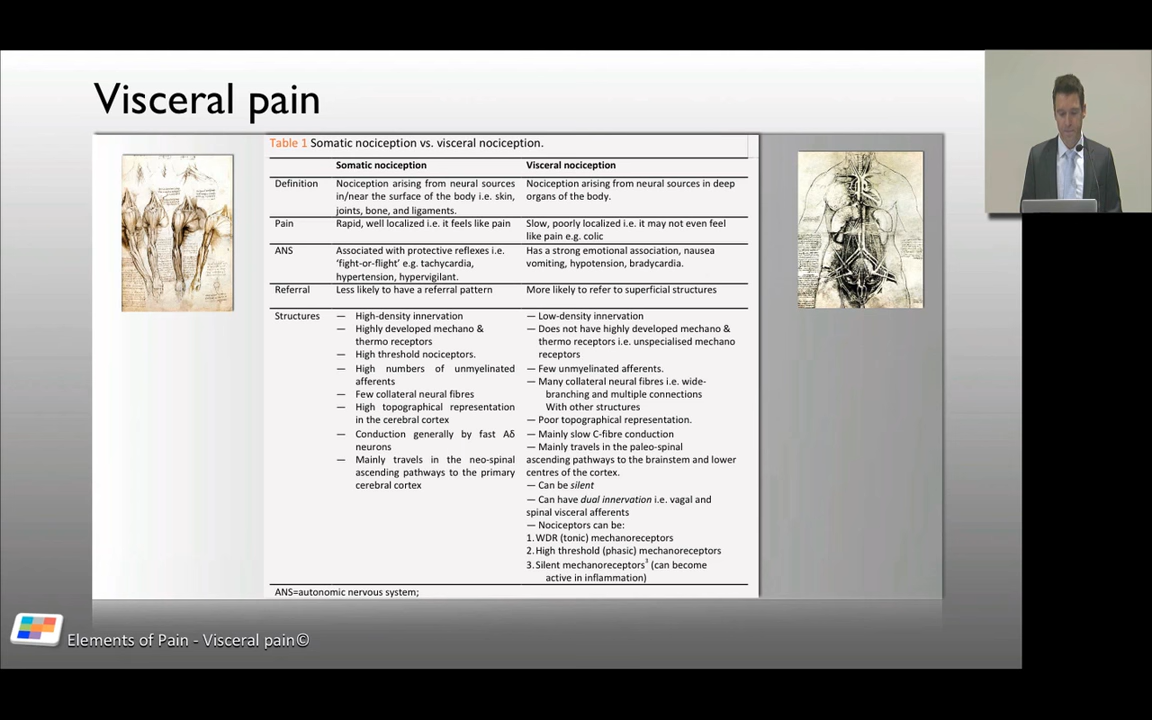 Visceral pain
Table 1 Somatic nociception vs. visceral nociception.
Somatic nociception
Visceral nociception
Definition
Nociception arising from neural sources
in/near the surface of the body i.e. skin,
joints, bone, and ligaments.
Nociception arising from neural sources in deep
organs of the body.
Pain
Rapid, well localized i.e. it feels like pain
Slow, poorly localized i.e. it may not even feel
like pain e.g. colic
ANS
Associated with protective reflexes i.e.
‘fight-or-flight’ e.g. tachycardia,
hypertension, hypervigilant.
Has a strong emotional association, nausea
vomiting, hypotension, bradycardia.
Referral
Less likely to have a referral pattern
More likely to refer to superficial structures
Structures
— High-density innervation
— Highly developed mechano &
thermo receptors
— High threshold nociceptors.
— High numbers of unmyelinated
afferents
— Few collateral neural fibres
— High topographical representation
in the cerebral cortex
— Conduction generally by fast Aδ
neurons
— Mainly travels in the neo-spinal
ascending pathways to the primary
cerebral cortex
— Low-density innervation
— Does not have highly developed mechano &
thermo receptors i.e. unspecialised mechano
receptors
— Few unmyelinated afferents.
— Many collateral neural fibres i.e. wide-
branching and multiple connections
With other structures
— Poor topographical representation.
— Mainly slow C-fibre conduction
— Mainly travels in the paleo-spinal
ascending pathways to the brainstem and lower
centres of the cortex.
— Can be silent
— Can have dual innervation i.e. vagal and
spinal visceral afferents
— Nociceptors can be:
1. WDR (tonic) mechanoreceptors
2. High threshold (phasic) mechanoreceptors
3. Silent mechanoreceptors³ (can become
active in inflammation)
ANS=autonomic nervous system;
Elements of Pain - Visceral pain©